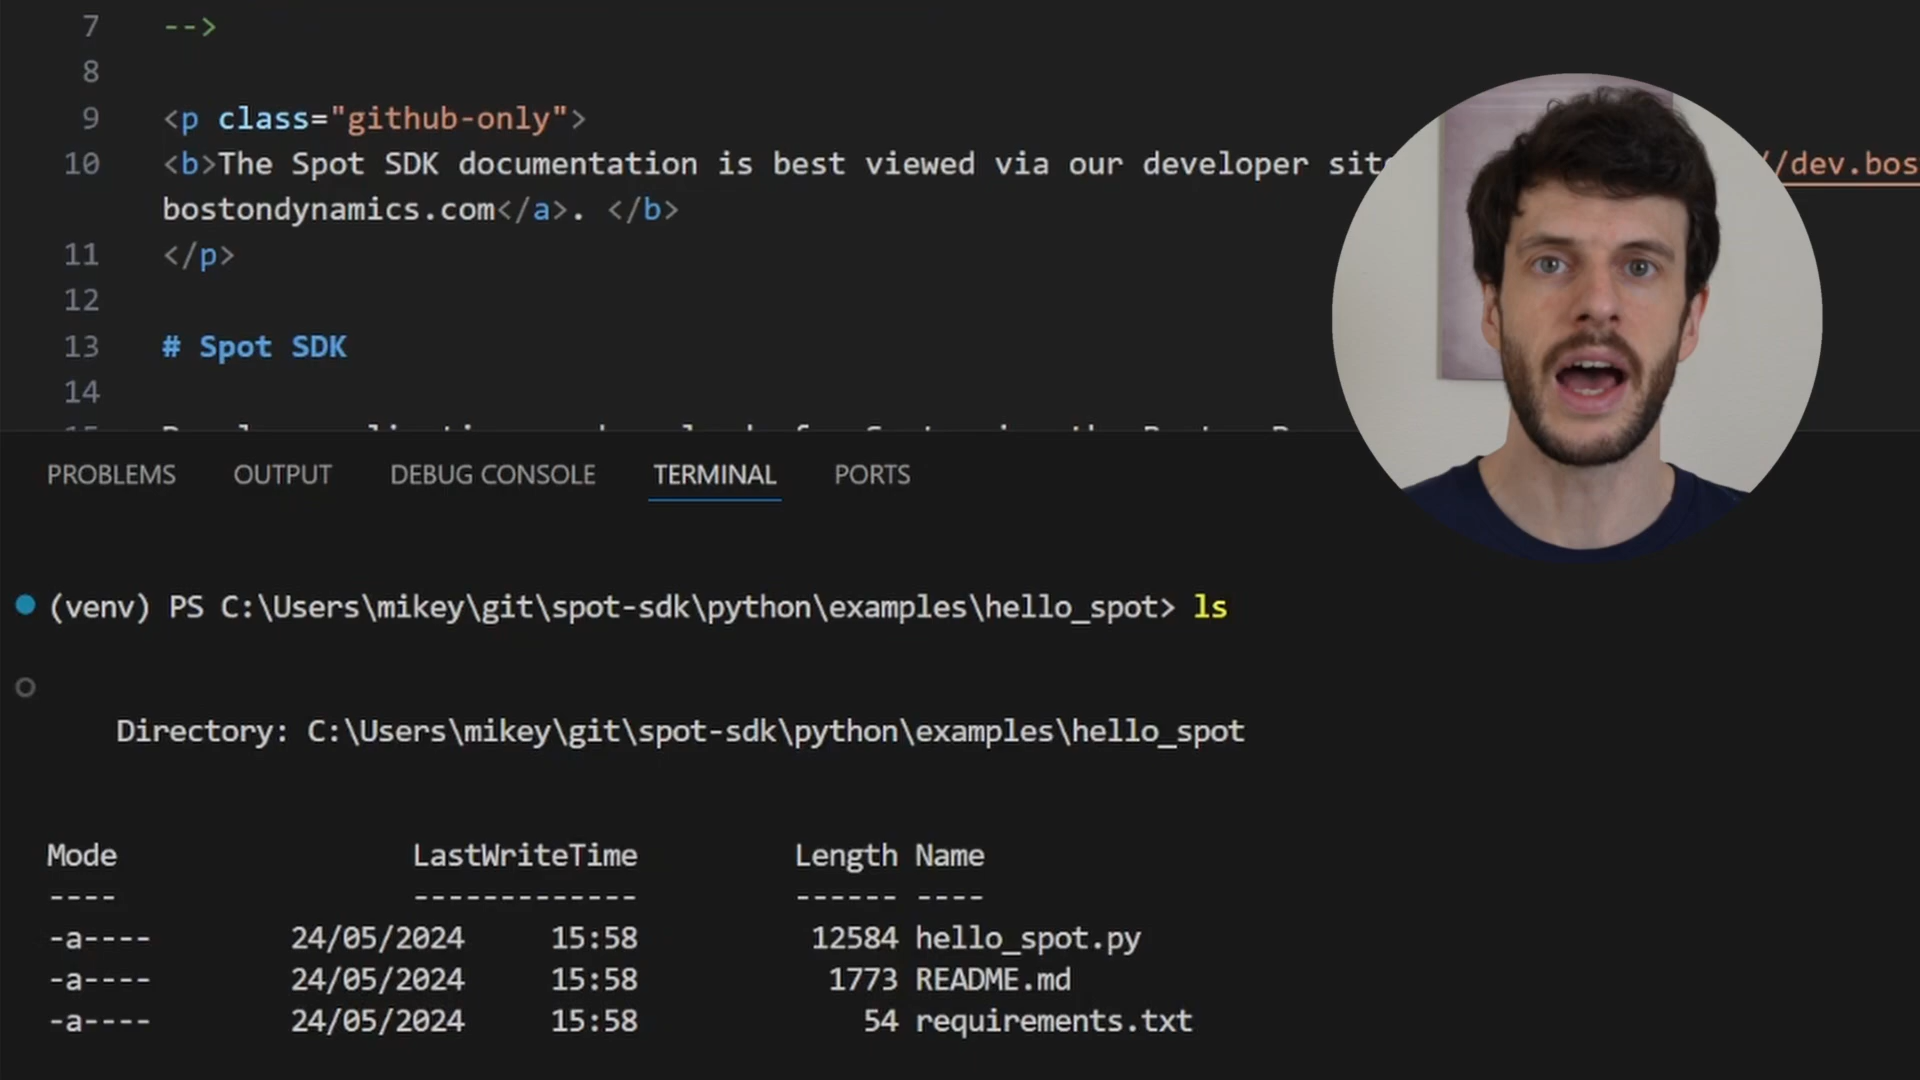 7 -->
8
9 <p class="github-only">
10 <b>The Spot SDK documentation is best viewed via our developer sit //dev.bos
bostondynamics.com</a>. </b>
11 </p>
12
13 # Spot SDK
14
PROBLEMS OUTPUT DEBUG CONSOLE TERMINAL PORTS
(venv) PS C:\Users\mikey\git\spot-sdk\python\examples\hello_spot> ls
Directory: C:\Users\mikey\git\spot-sdk\python\examples\hello_spot
Mode LastWriteTime Length Name
---- ------------- ------ ----
-a---- 24/05/2024 15:58 12584 hello_spot.py
-a---- 24/05/2024 15:58 1773 README.md
-a---- 24/05/2024 15:58 54 requirements.txt